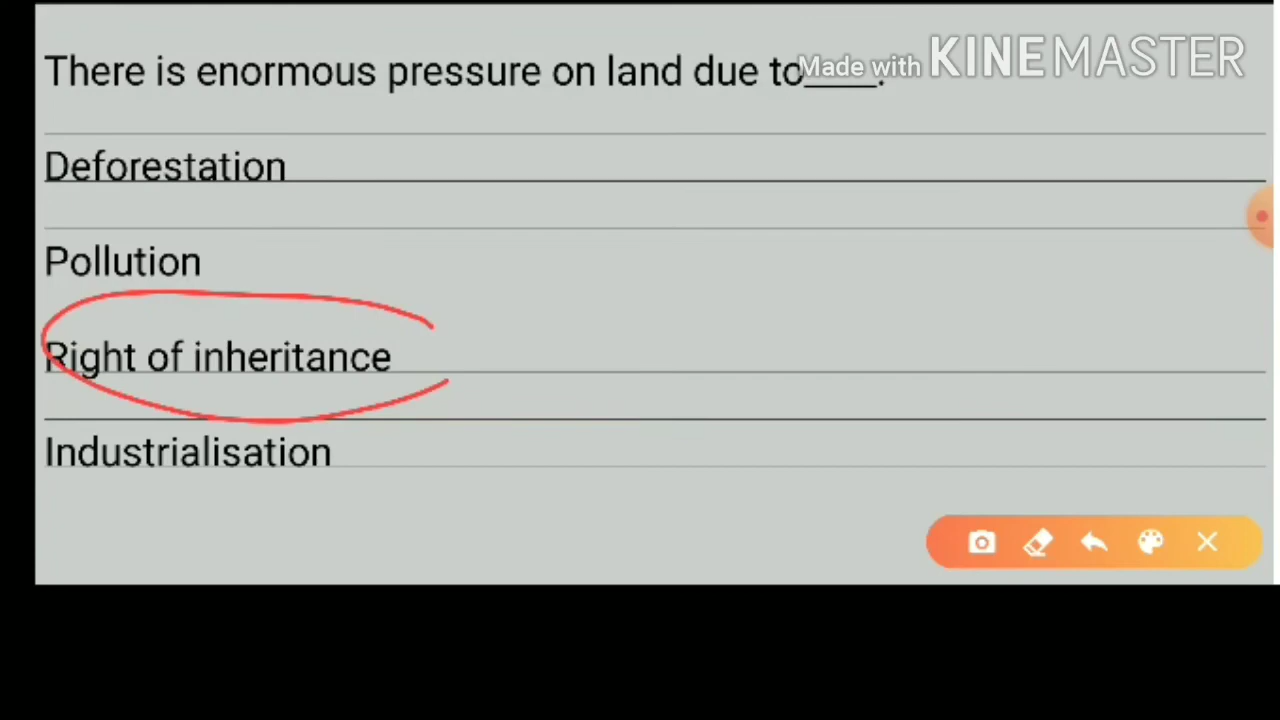 There is enormous pressure on land due to____.
Made with KINEMASTER
Deforestation
Pollution
Right of inheritance
Industrialisation